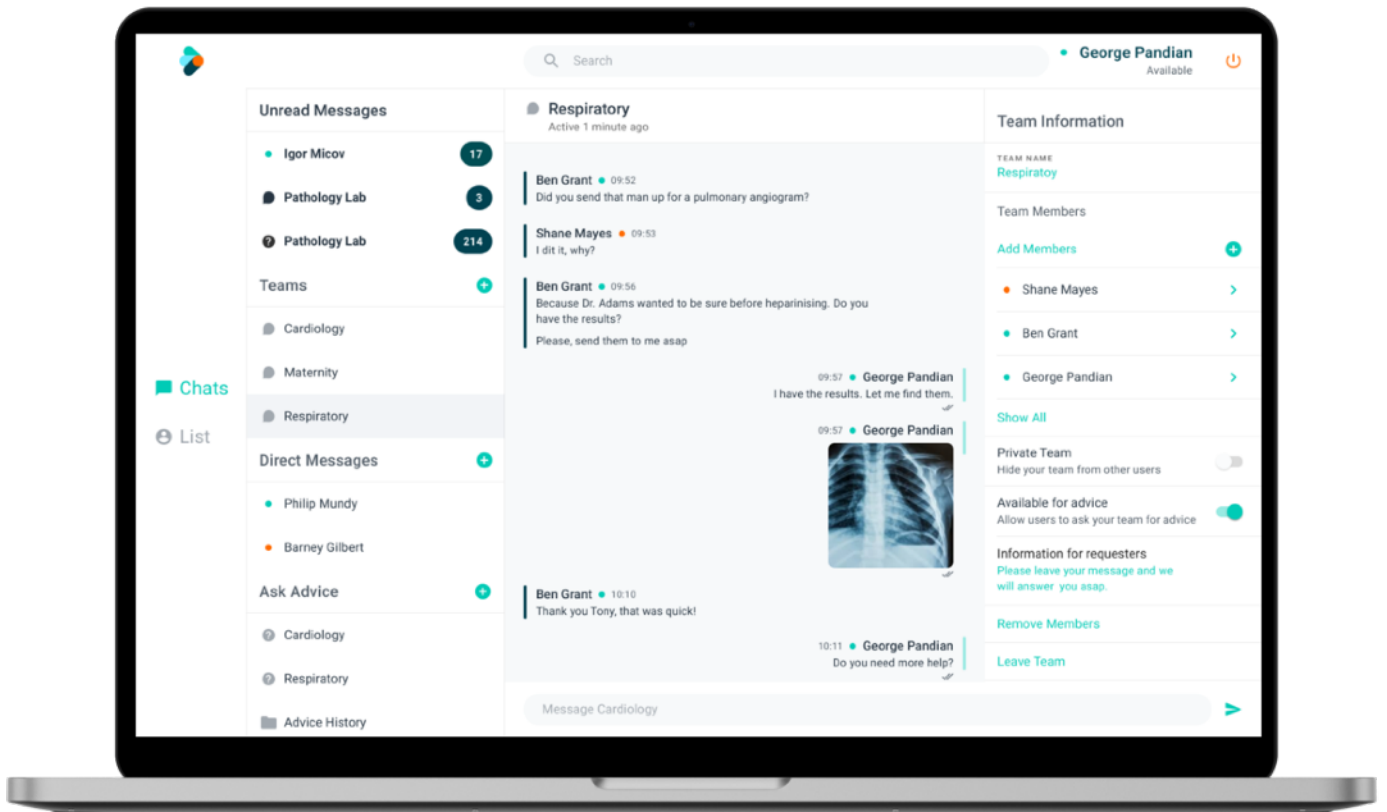 Search
George Pandian
Available
Chats
List
Unread Messages
Igor Micov
17
Pathology Lab
3
Pathology Lab
214
Teams
Cardiology
Maternity
Respiratory
Direct Messages
Philip Mundy
Barney Gilbert
Ask Advice
Cardiology
Respiratory
Advice History
Respiratory
Active 1 minute ago
Ben Grant 09:52
Did you send that man up for a pulmonary angiogram?
Shane Mayes 09:53
I dit it, why?
Ben Grant 09:56
Because Dr. Adams wanted to be sure before heparinising. Do you
have the results?
Please, send them to me asap
09:57 George Pandian
I have the results. Let me find them.
09:57 George Pandian
Ben Grant 10:10
Thank you Tony, that was quick!
10:11 George Pandian
Do you need more help?
Message Cardiology
Team Information
TEAM NAME
Respiratoy
Team Members
Add Members
Shane Mayes
Ben Grant
George Pandian
Show All
Private Team
Hide your team from other users
Available for advice
Allow users to ask your team for advice
Information for requesters
Please leave your message and we
will answer you asap.
Remove Members
Leave Team